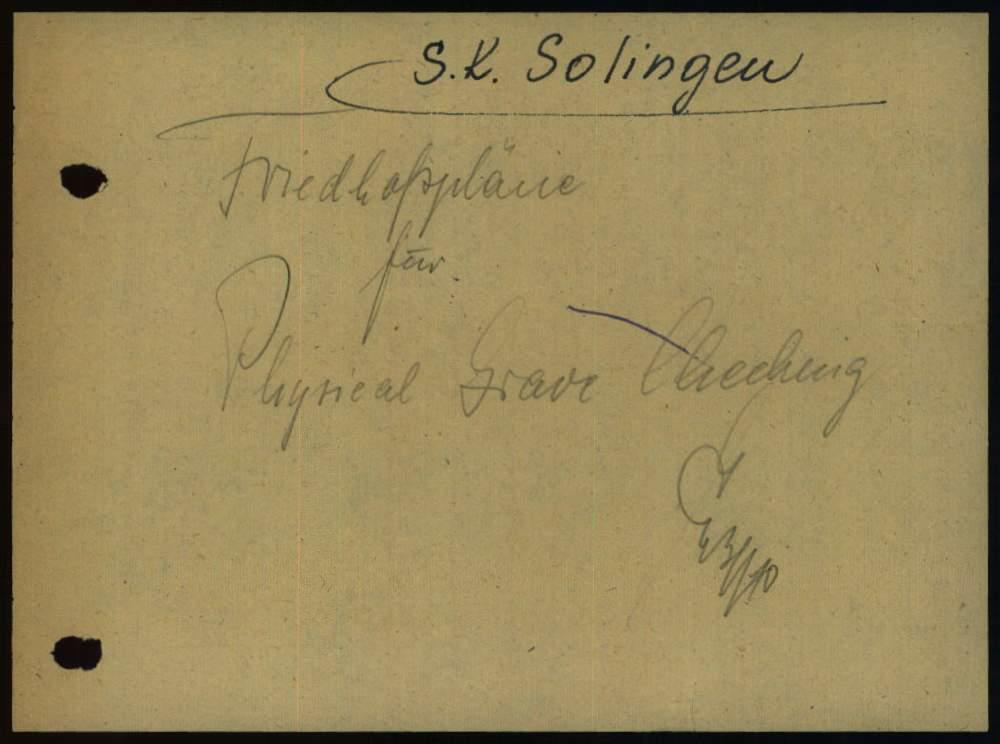 S.K. Solingen
Friedhofspläne
für
Physical Grave Checking